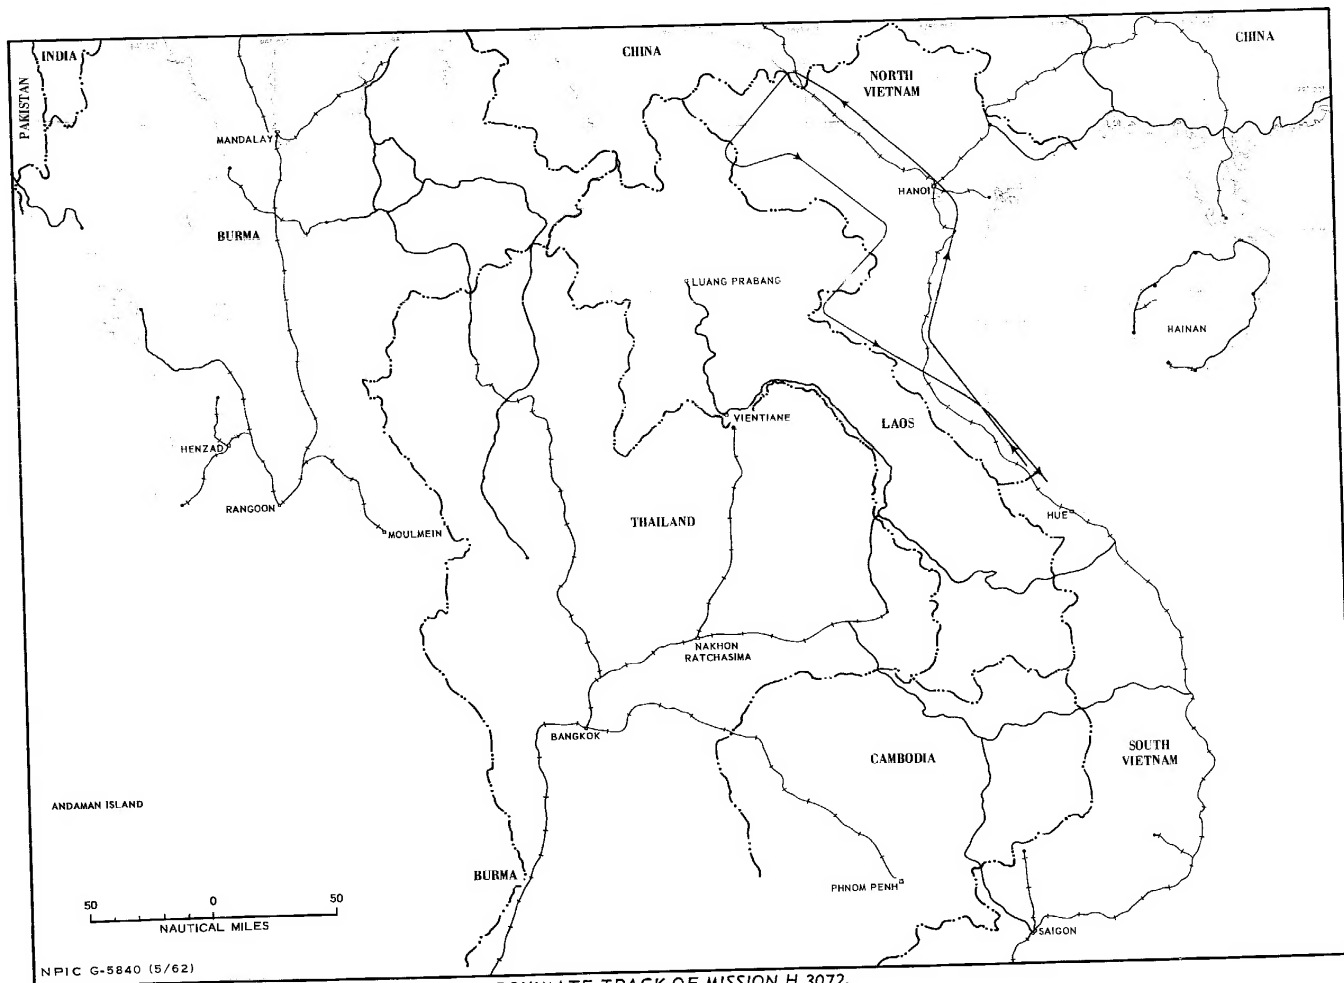 INDIA
CHINA
CHINA
PAKISTAN
NORTH
VIETNAM
MANDALAY
HANOI
BURMA
LUANG PRABANG
HAINAN
VIENTIANE
LAOS
HENZAD
RANGOON
THAILAND
HUE
MOULMEIN
NAKHON
RATCHASIMA
BANGKOK
CAMBODIA
SOUTH
VIETNAM
ANDAMAN ISLAND
BURMA
PHNOM PENH
50 0 50
NAUTICAL MILES
SAIGON
NPIC G-5840 (5/62)
TRACK OF MISSION H 3072.